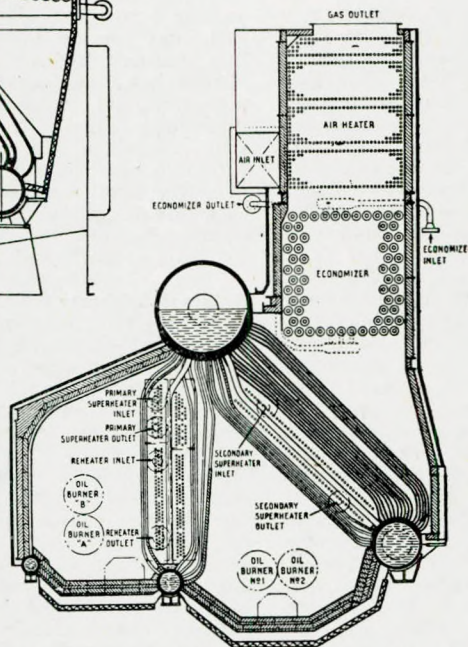 GAS OUTLET
AIR HEATER
AIR INLET
ECONOMIZER OUTLET
ECONOMIZER
INLET
ECONOMIZER
PRIMARY
SUPERHEATER
INLET
PRIMARY
SUPERHEATER OUTLET
REHEATER INLET
SECONDARY
SUPERHEATER
INLET
SECONDARY
SUPERHEATER
OUTLET
OIL
BURNER
"B"
OIL
BURNER
"A"
REHEATER
OUTLET
OIL
BURNER
Nº1
OIL
BURNER
Nº2